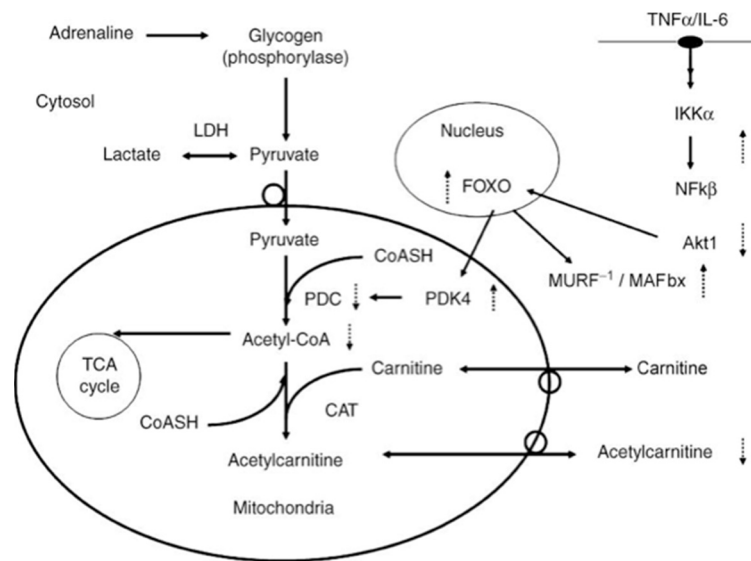 TNFα/IL-6
Adrenaline
Glycogen
(phosphorylase)
Cytosol
IKKα
LDH
Nucleus
Lactate
Pyruvate
FOXO
NFkβ
Pyruvate
CoASH
Akt1
MURF⁻¹ / MAFbx
PDC
PDK4
Acetyl-CoA
TCA
cycle
Carnitine
Carnitine
CoASH
CAT
Acetylcarnitine
Acetylcarnitine
Mitochondria